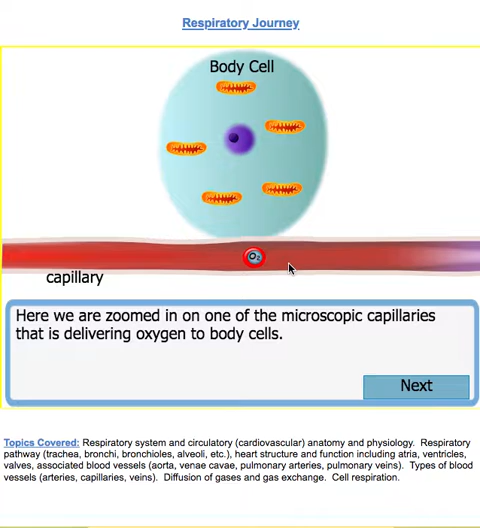 Respiratory Journey
Body Cell
O₂
capillary
Here we are zoomed in on one of the microscopic capillaries
that is delivering oxygen to body cells.
Next
Topics Covered: Respiratory system and circulatory (cardiovascular) anatomy and physiology. Respiratory
pathway (trachea, bronchi, bronchioles, alveoli, etc.), heart structure and function including atria, ventricles,
valves, associated blood vessels (aorta, venae cavae, pulmonary arteries, pulmonary veins). Types of blood
vessels (arteries, capillaries, veins). Diffusion of gases and gas exchange. Cell respiration.